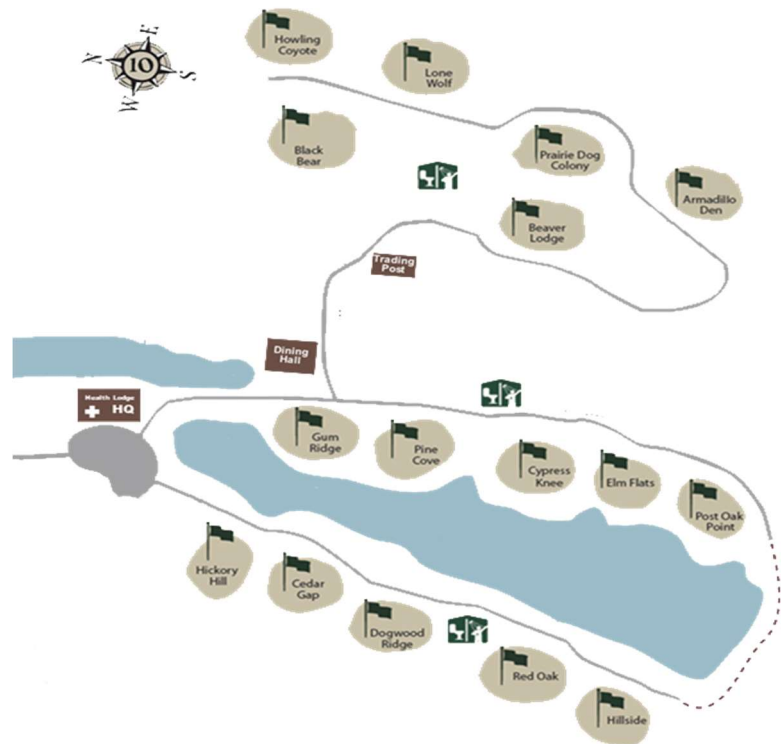 Howling
Coyote
Lone
Wolf
N
E
10
S
W
Black
Bear
Prairie Dog
Colony
Armadillo
Den
Beaver
Lodge
Trading
Post
Dining
Hall
Health Lodge
HQ
Gum
Ridge
Pine
Cove
Cypress
Knee
Elm Flats
Post Oak
Point
Hickory
Hill
Cedar
Gap
Dogwood
Ridge
Red Oak
Hillside